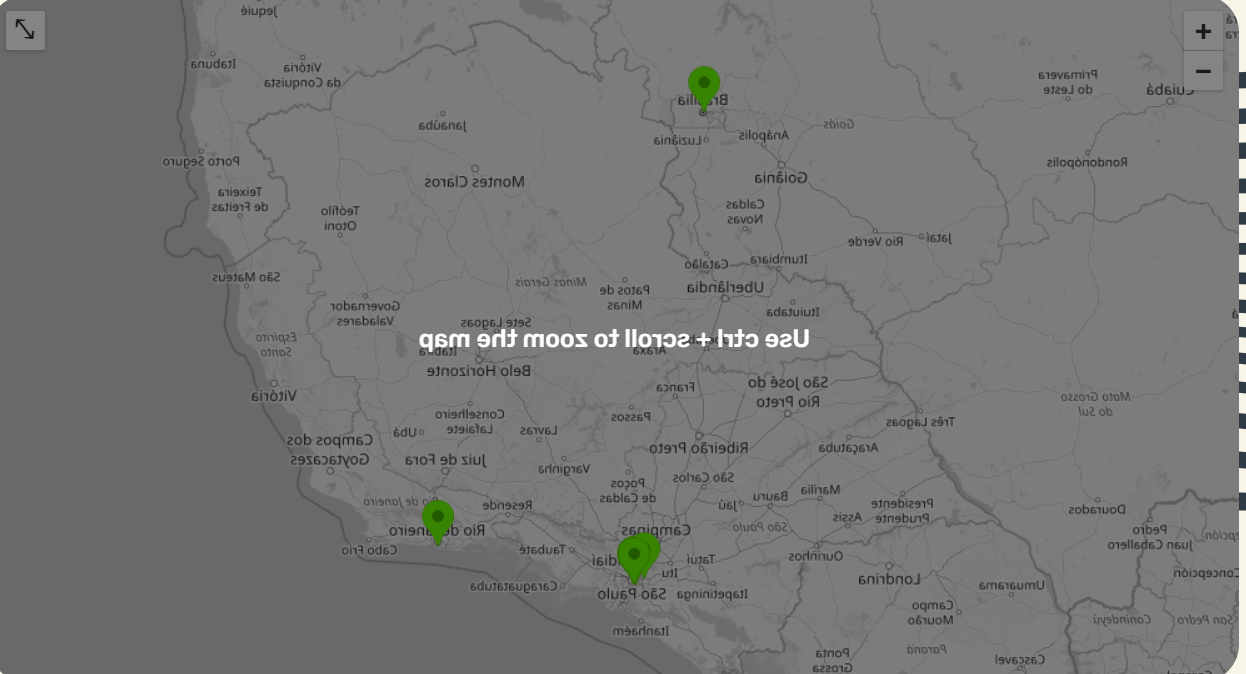 Jequié
Itabuna
Vitória
da Conquista
Primavera
do Leste
Cuiabá
Brasília
Janaúba
Luziânia
Anápolis
Goiás
Porto Seguro
Rondonópolis
Montes Claros
Goiânia
Teixeira
de Freitas
Teófilo
Otoni
Caldas
Novas
Rio Verde
Jataí
São Mateus
Catalão
Itumbiara
Minas Gerais
Patos de
Minas
Uberlândia
Governador
Valadares
Ituiutaba
Sete Lagoas
Use ctrl + scroll to zoom the map
Espírito
Santo
Itabira
Araxá
Belo Horizonte
Franca
São José do
Rio Preto
Vitória
Mato Grosso
do Sul
Conselheiro
Lafaiete
Passos
Três Lagoas
Ubá
Lavras
Campos dos
Goytacazes
Ribeirão Preto
Araçatuba
Juiz de Fora
Varginha
Poços
de Caldas
São Carlos
Rio de Janeiro
Resende
Jaú
Bauru
Marília
Presidente
Prudente
Dourados
Assis
São Paulo
Rio de Janeiro
Campinas
Pedro
Juan Caballero
Cabo Frio
Taubaté
Itu
Tatuí
Ourinhos
Concepción
Caraguatatuba
São Paulo
Itapetininga
Londrina
Umuarama
Campo
Mourão
Canindeyú
San Pedro
Itanhaém
Ponta
Grossa
Paraná
Cascavel